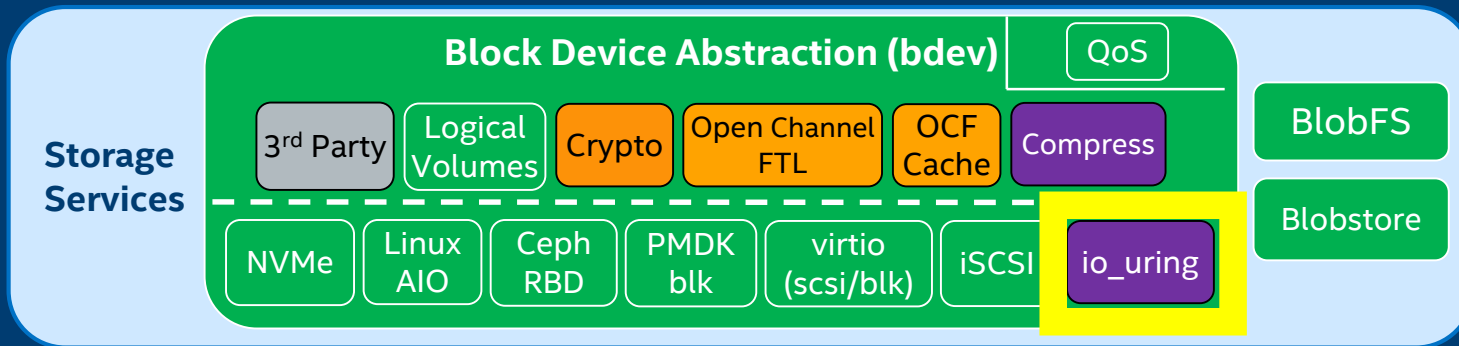 Block Device Abstraction (bdev)
QoS
Storage
Services
3rd Party
Logical
Volumes
Crypto
Open Channel
FTL
OCF
Cache
Compress
BlobFS
NVMe
Linux
AIO
Ceph
RBD
PMDK
blk
virtio
(scsi/blk)
iSCSI
io_uring
Blobstore